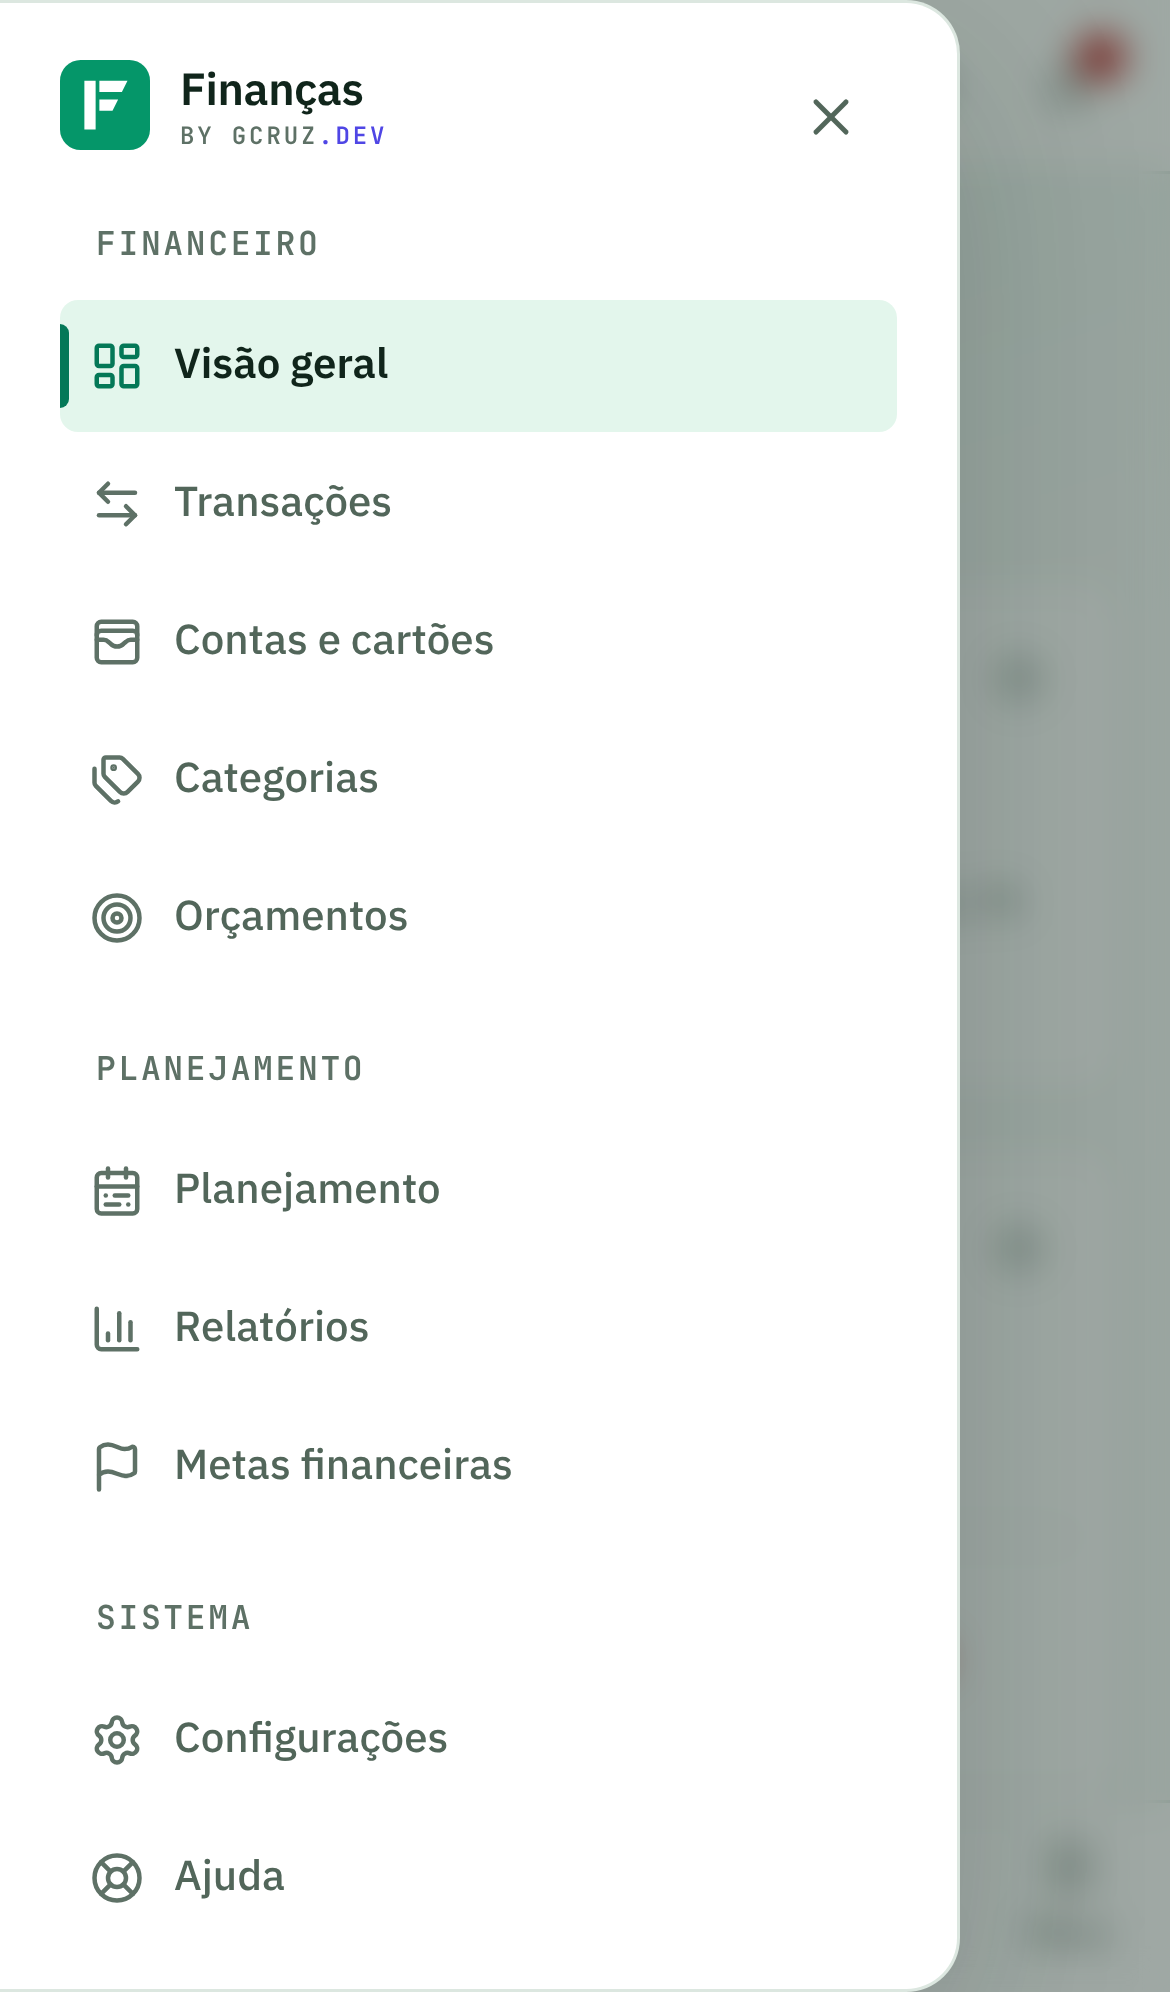 Finanças
BY GCRUZ.DEV
FINANCEIRO
Visão geral
Transações
Contas e cartões
Categorias
Orçamentos
PLANEJAMENTO
Planejamento
Relatórios
Metas financeiras
SISTEMA
Configurações
Ajuda